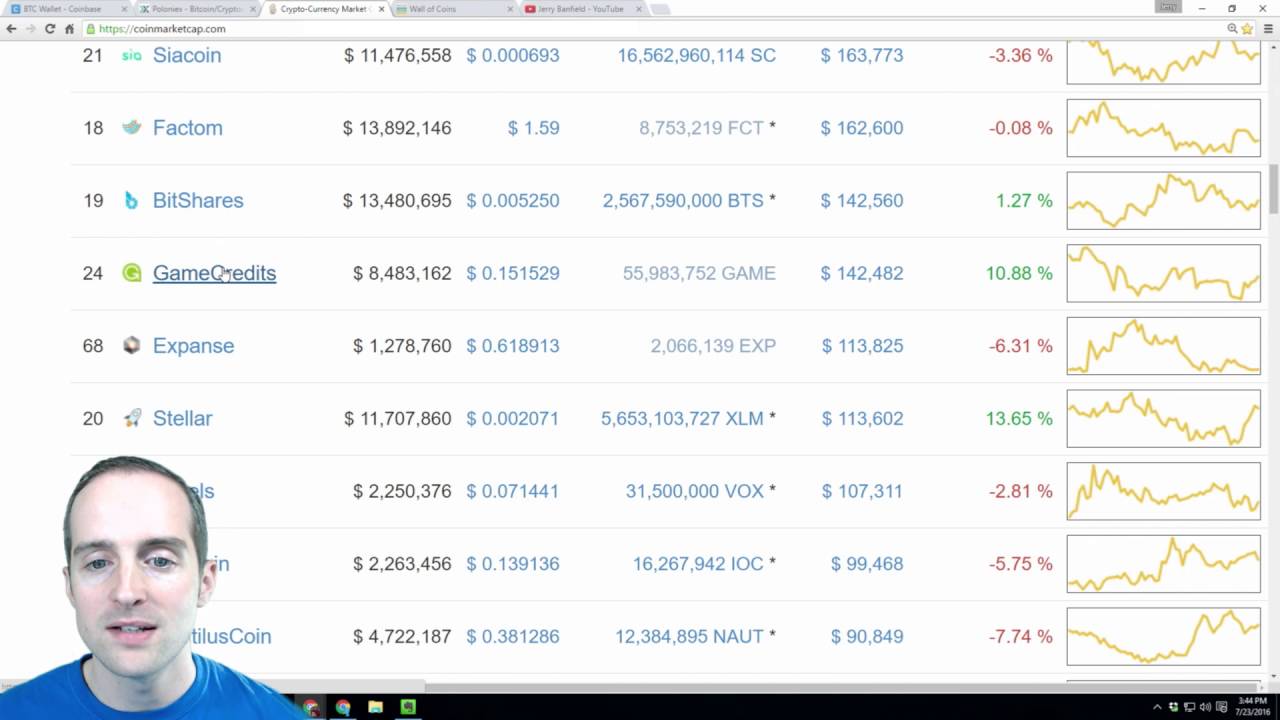 BTC Wallet - Coinbase
Poloniex - Bitcoin/Crypto
Crypto-Currency Market C
Wall of Coins
Jerry Banfield - YouTube
Jerry
https://coinmarketcap.com
21 sia Siacoin $ 11,476,558 $ 0.000693 16,562,960,114 SC $ 163,773 -3.36 %
18 Factom $ 13,892,146 $ 1.59 8,753,219 FCT * $ 162,600 -0.08 %
19 BitShares $ 13,480,695 $ 0.005250 2,567,590,000 BTS * $ 142,560 1.27 %
24 GameCredits $ 8,483,162 $ 0.151529 55,983,752 GAME $ 142,482 10.88 %
68 Expanse $ 1,278,760 $ 0.618913 2,066,139 EXP $ 113,825 -6.31 %
20 Stellar $ 11,707,860 $ 0.002071 5,653,103,727 XLM * $ 113,602 13.65 %
els $ 2,250,376 $ 0.071441 31,500,000 VOX * $ 107,311 -2.81 %
in $ 2,263,456 $ 0.139136 16,267,942 IOC * $ 99,468 -5.75 %
tilusCoin $ 4,722,187 $ 0.381286 12,384,895 NAUT * $ 90,849 -7.74 %
3:44 PM
7/23/2016